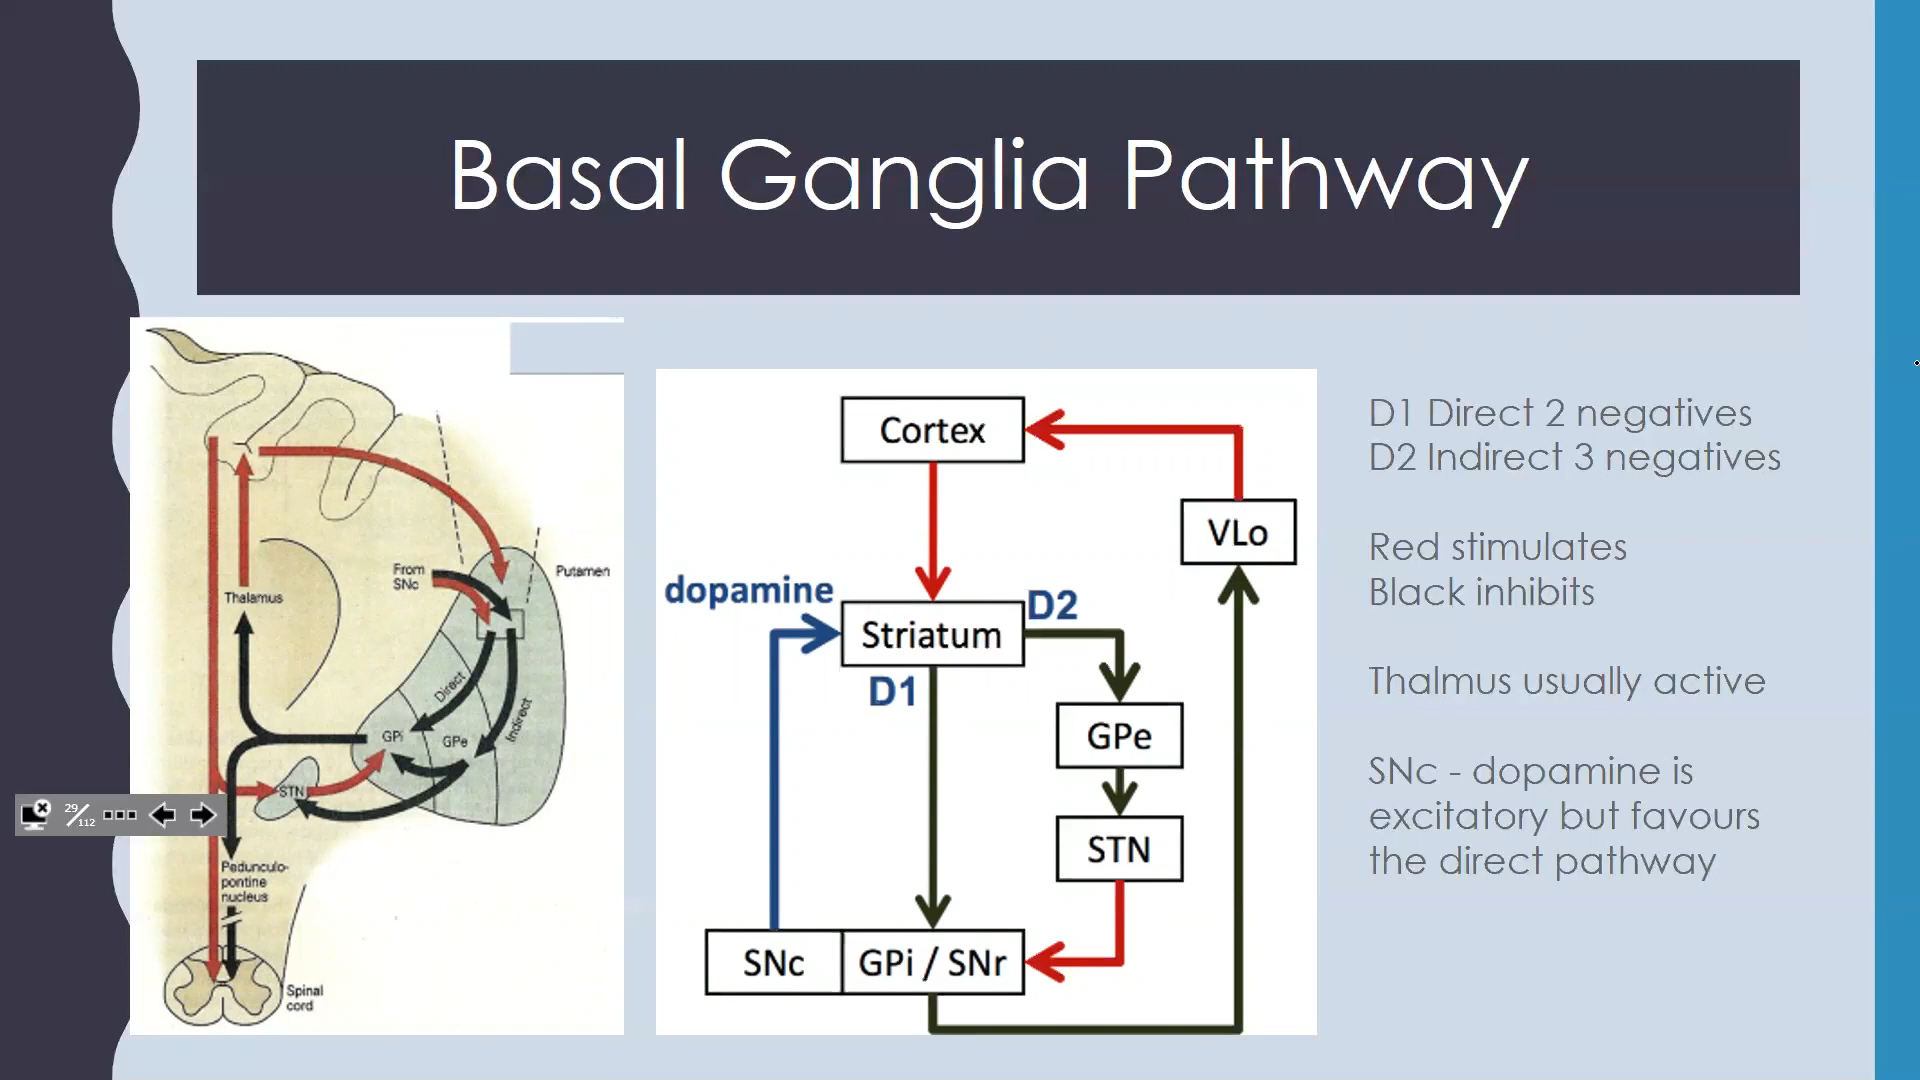 Basal Ganglia Pathway
From
SNc
Putamen
Thalamus
Direct
Indirect
GPi
GPe
STN
29/112
Pedunculo-
pontine
nucleus
Spinal
cord
Cortex
VLo
dopamine
Striatum
D2
D1
GPe
STN
SNc
GPi / SNr
D1 Direct 2 negatives
D2 Indirect 3 negatives
Red stimulates
Black inhibits
Thalmus usually active
SNc - dopamine is
excitatory but favours
the direct pathway